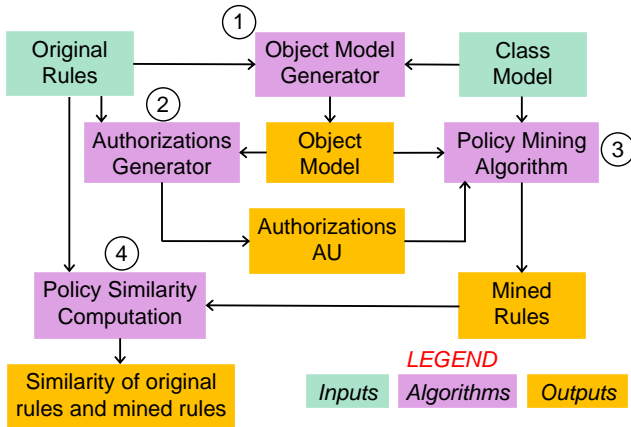 1
Original
Rules
Object Model
Generator
Class
Model
2
Authorizations
Generator
Object
Model
Policy Mining
Algorithm
3
Authorizations
AU
4
Policy Similarity
Computation
Mined
Rules
Similarity of original
rules and mined rules
LEGEND
Inputs
Algorithms
Outputs